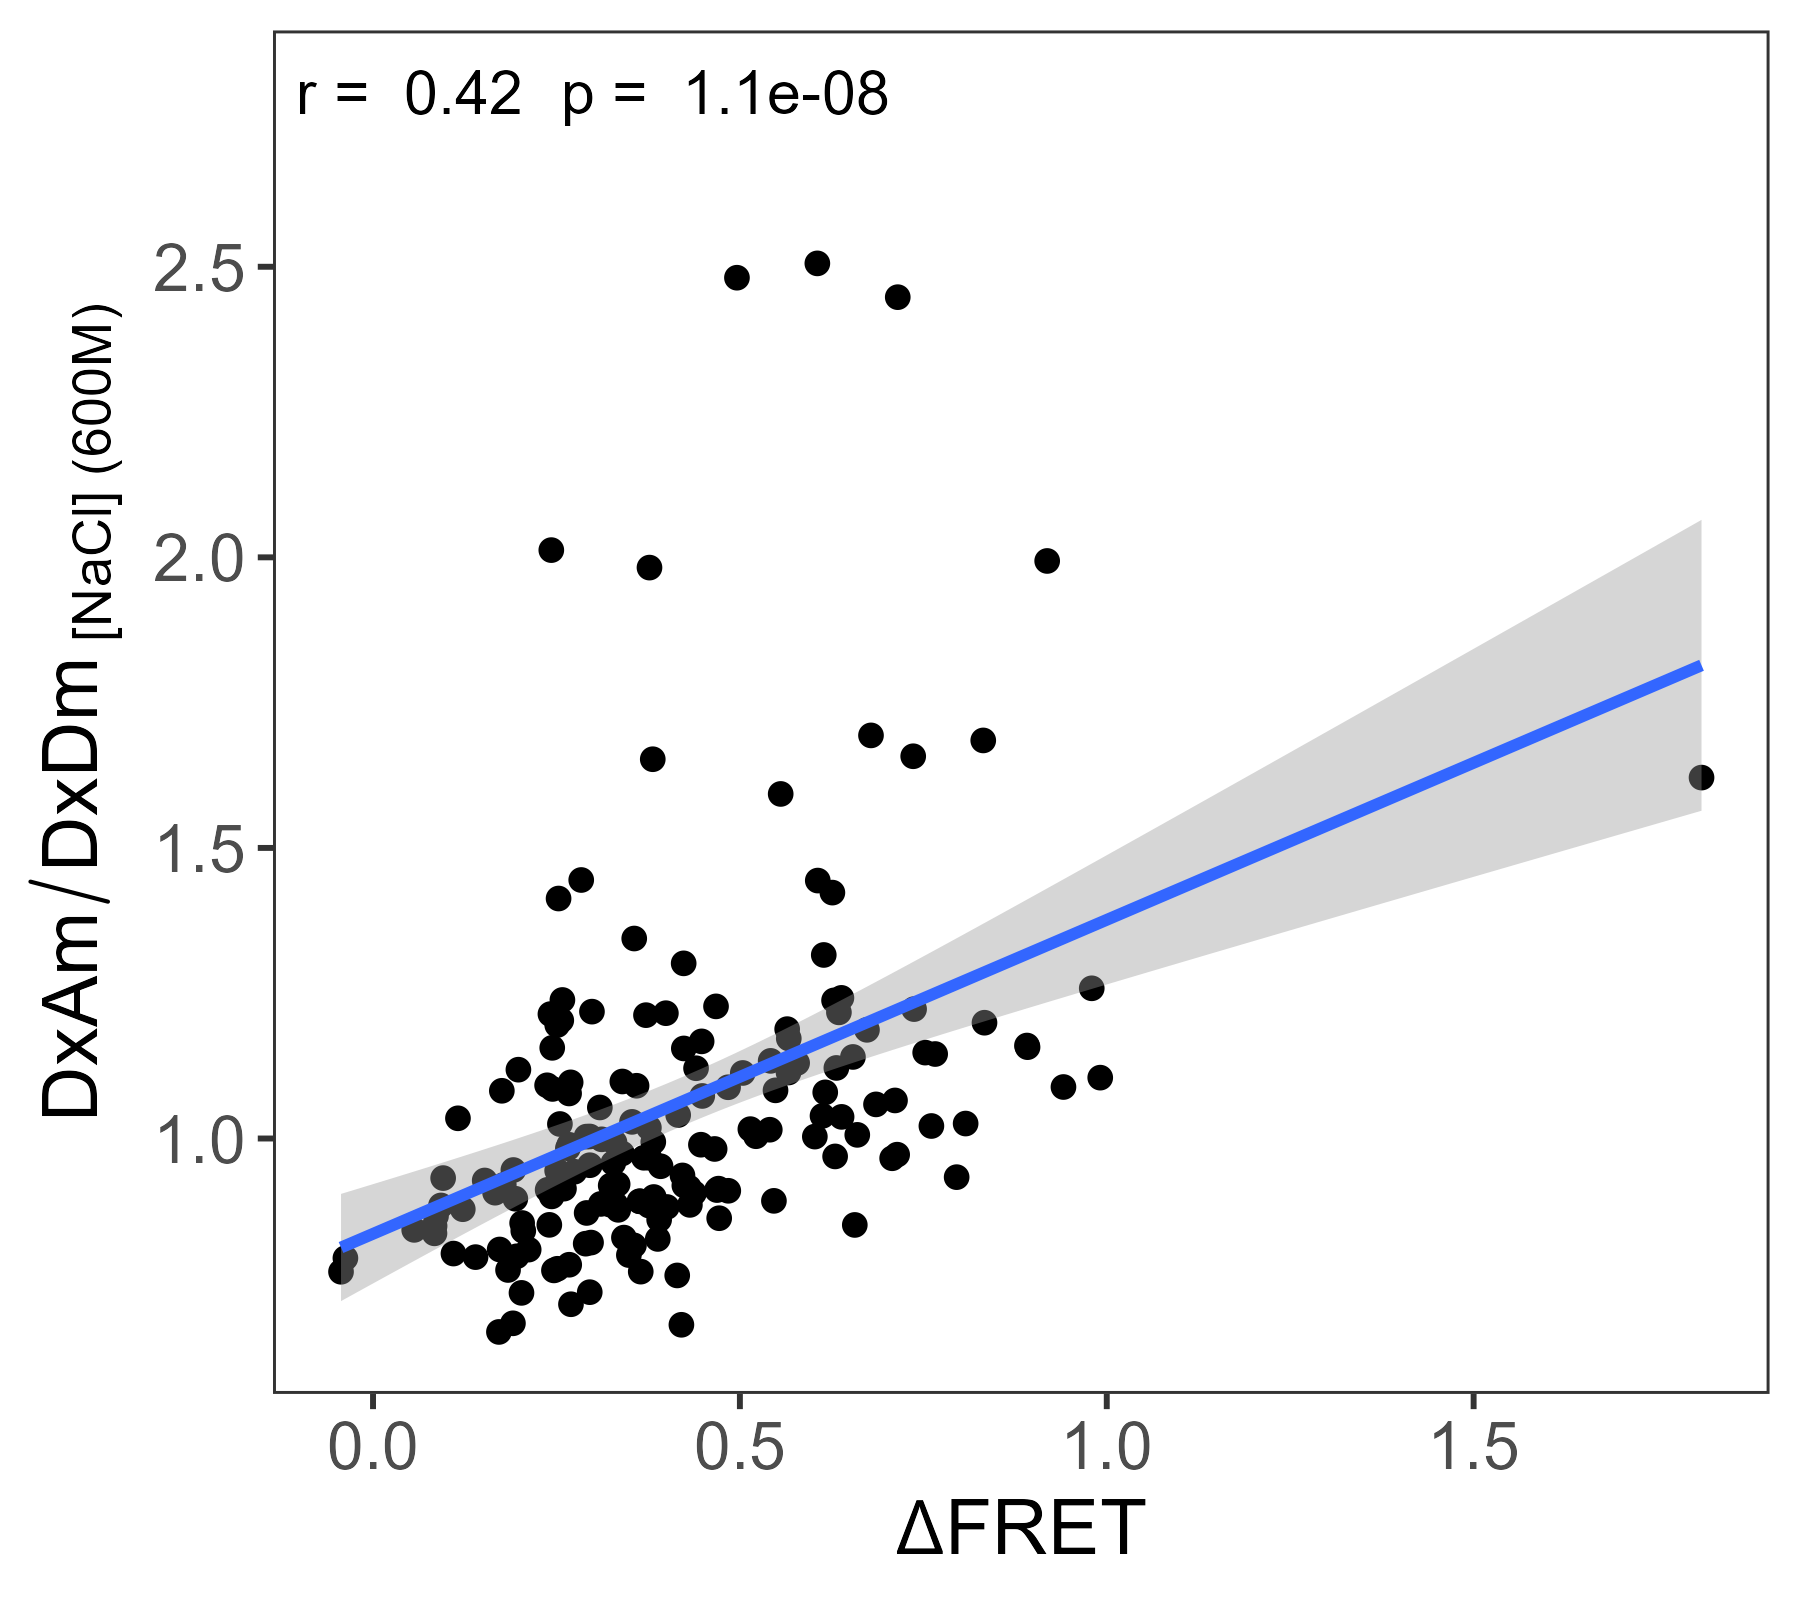 r = 0.42 p = 1.1e-08
DxAm/DxDm [NaCl] (600M)
2.5
2.0
1.5
1.0
0.0 0.5 1.0 1.5
ΔFRET